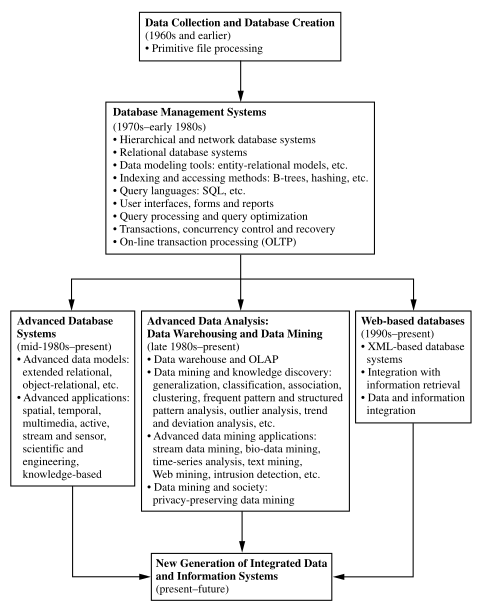 Data Collection and Database Creation
(1960s and earlier)
• Primitive file processing
Database Management Systems
(1970s–early 1980s)
• Hierarchical and network database systems
• Relational database systems
• Data modeling tools: entity-relational models, etc.
• Indexing and accessing methods: B-trees, hashing, etc.
• Query languages: SQL, etc.
• User interfaces, forms and reports
• Query processing and query optimization
• Transactions, concurrency control and recovery
• On-line transaction processing (OLTP)
Advanced Database
Systems
(mid-1980s–present)
• Advanced data models:
extended relational,
object-relational, etc.
• Advanced applications:
spatial, temporal,
multimedia, active,
stream and sensor,
scientific and
engineering,
knowledge-based
Advanced Data Analysis:
Data Warehousing and Data Mining
(late 1980s–present)
• Data warehouse and OLAP
• Data mining and knowledge discovery:
generalization, classification, association,
clustering, frequent pattern and structured
pattern analysis, outlier analysis, trend
and deviation analysis, etc.
• Advanced data mining applications:
stream data mining, bio-data mining,
time-series analysis, text mining,
Web mining, intrusion detection, etc.
• Data mining and society:
privacy-preserving data mining
Web-based databases
(1990s–present)
• XML-based database
systems
• Integration with
information retrieval
• Data and information
integration
New Generation of Integrated Data
and Information Systems
(present–future)